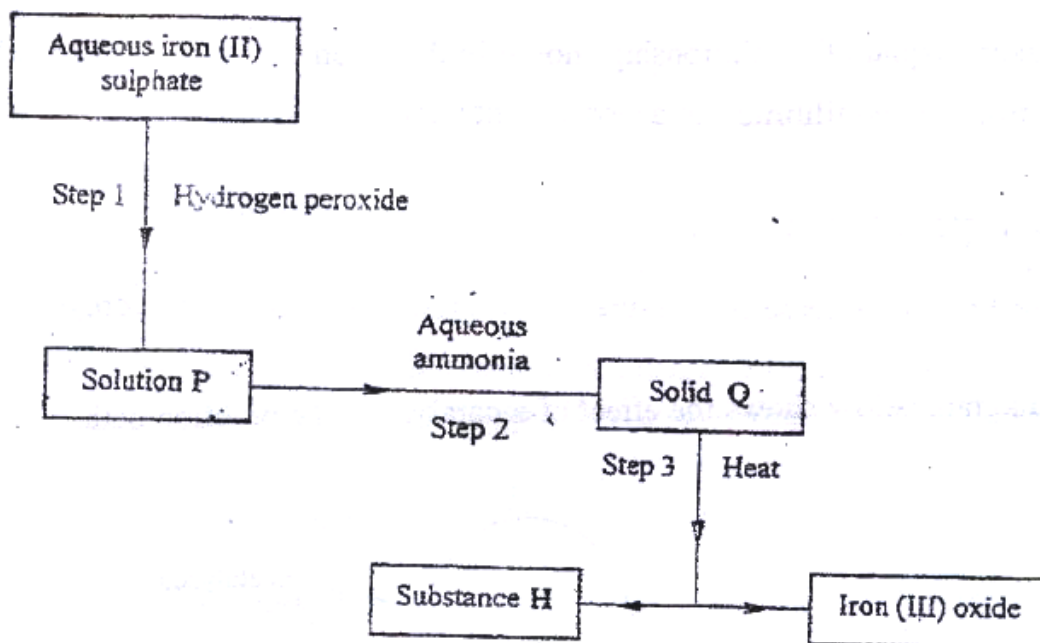 Aqueous iron (II)
sulphate
Step 1
Hydrogen peroxide
Aqueous
ammonia
Solution P
Solid Q
Step 2
Step 3
Heat
Substance H
Iron (III) oxide